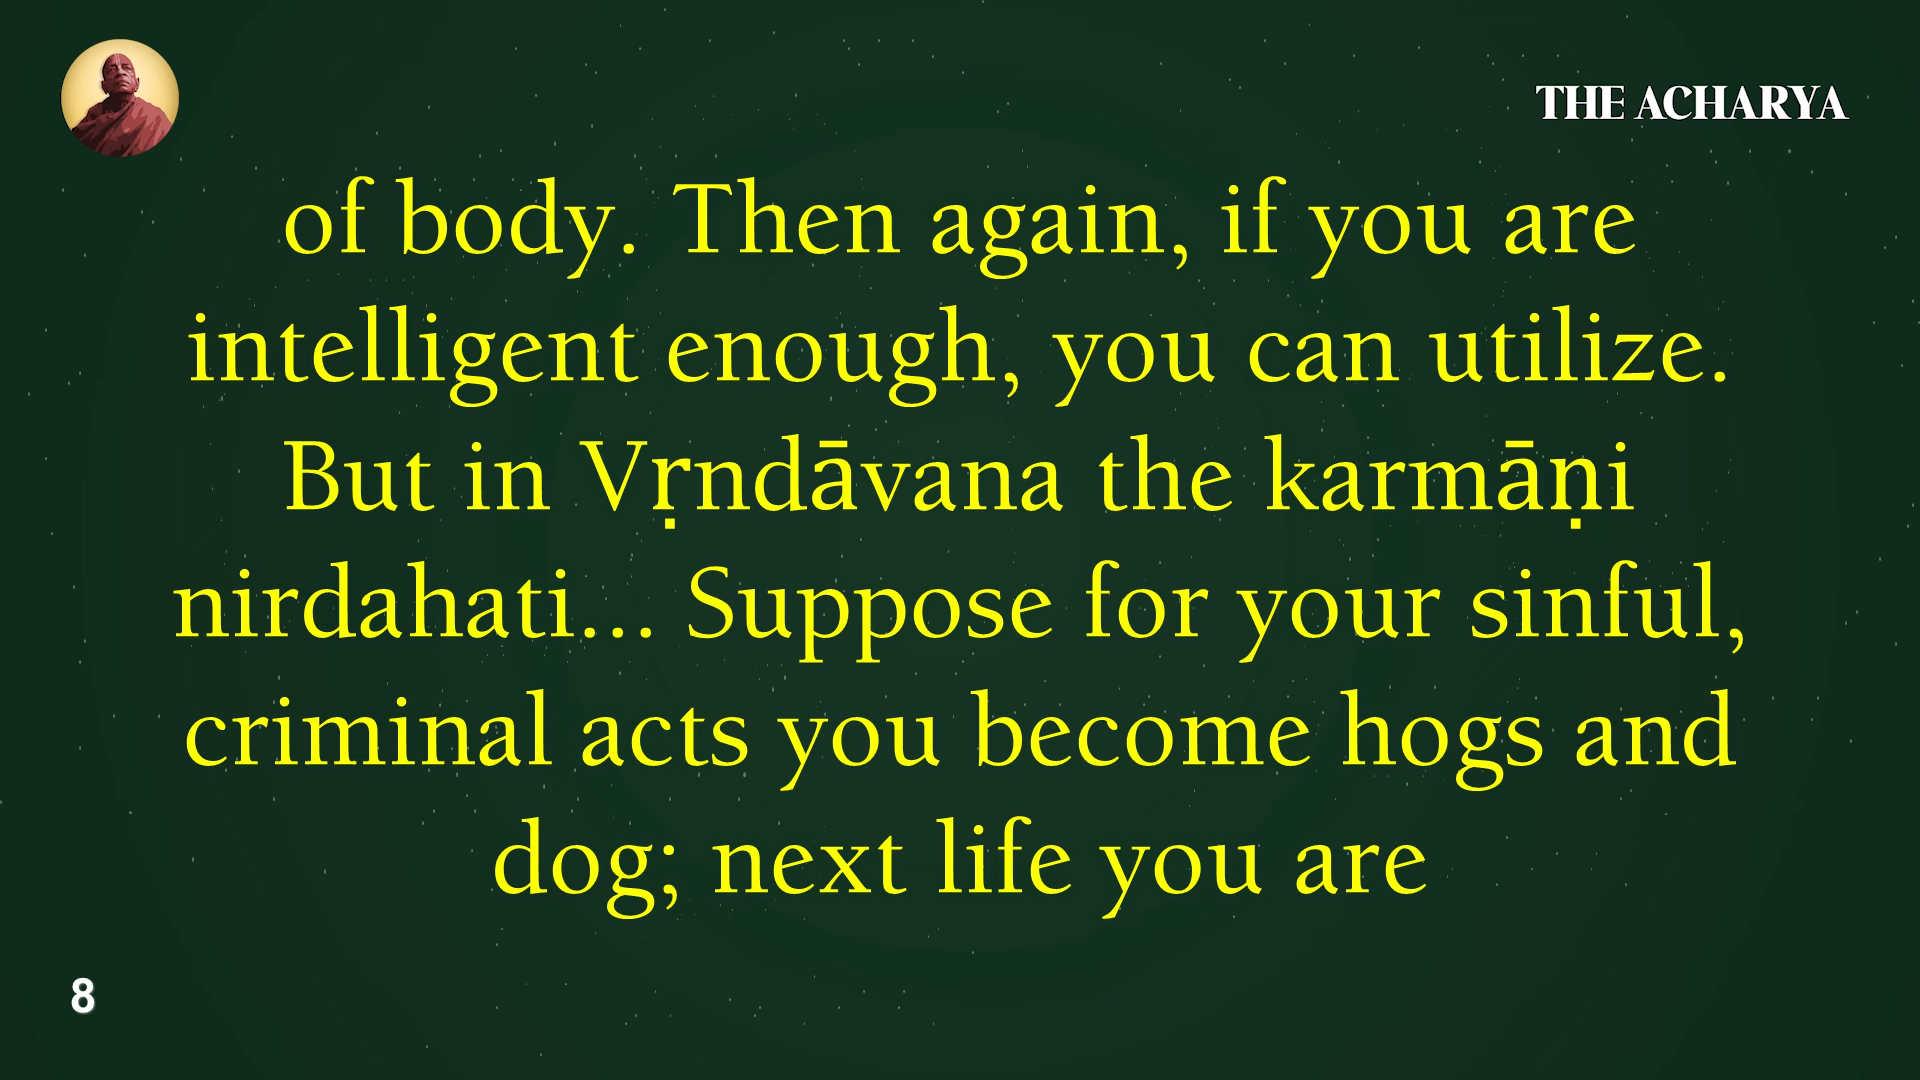 THE ACHARYA
of body. Then again, if you are
intelligent enough, you can utilize.
But in Vṛndāvana the karmāṇi
nirdahati... Suppose for your sinful,
criminal acts you become hogs and
dog; next life you are
8